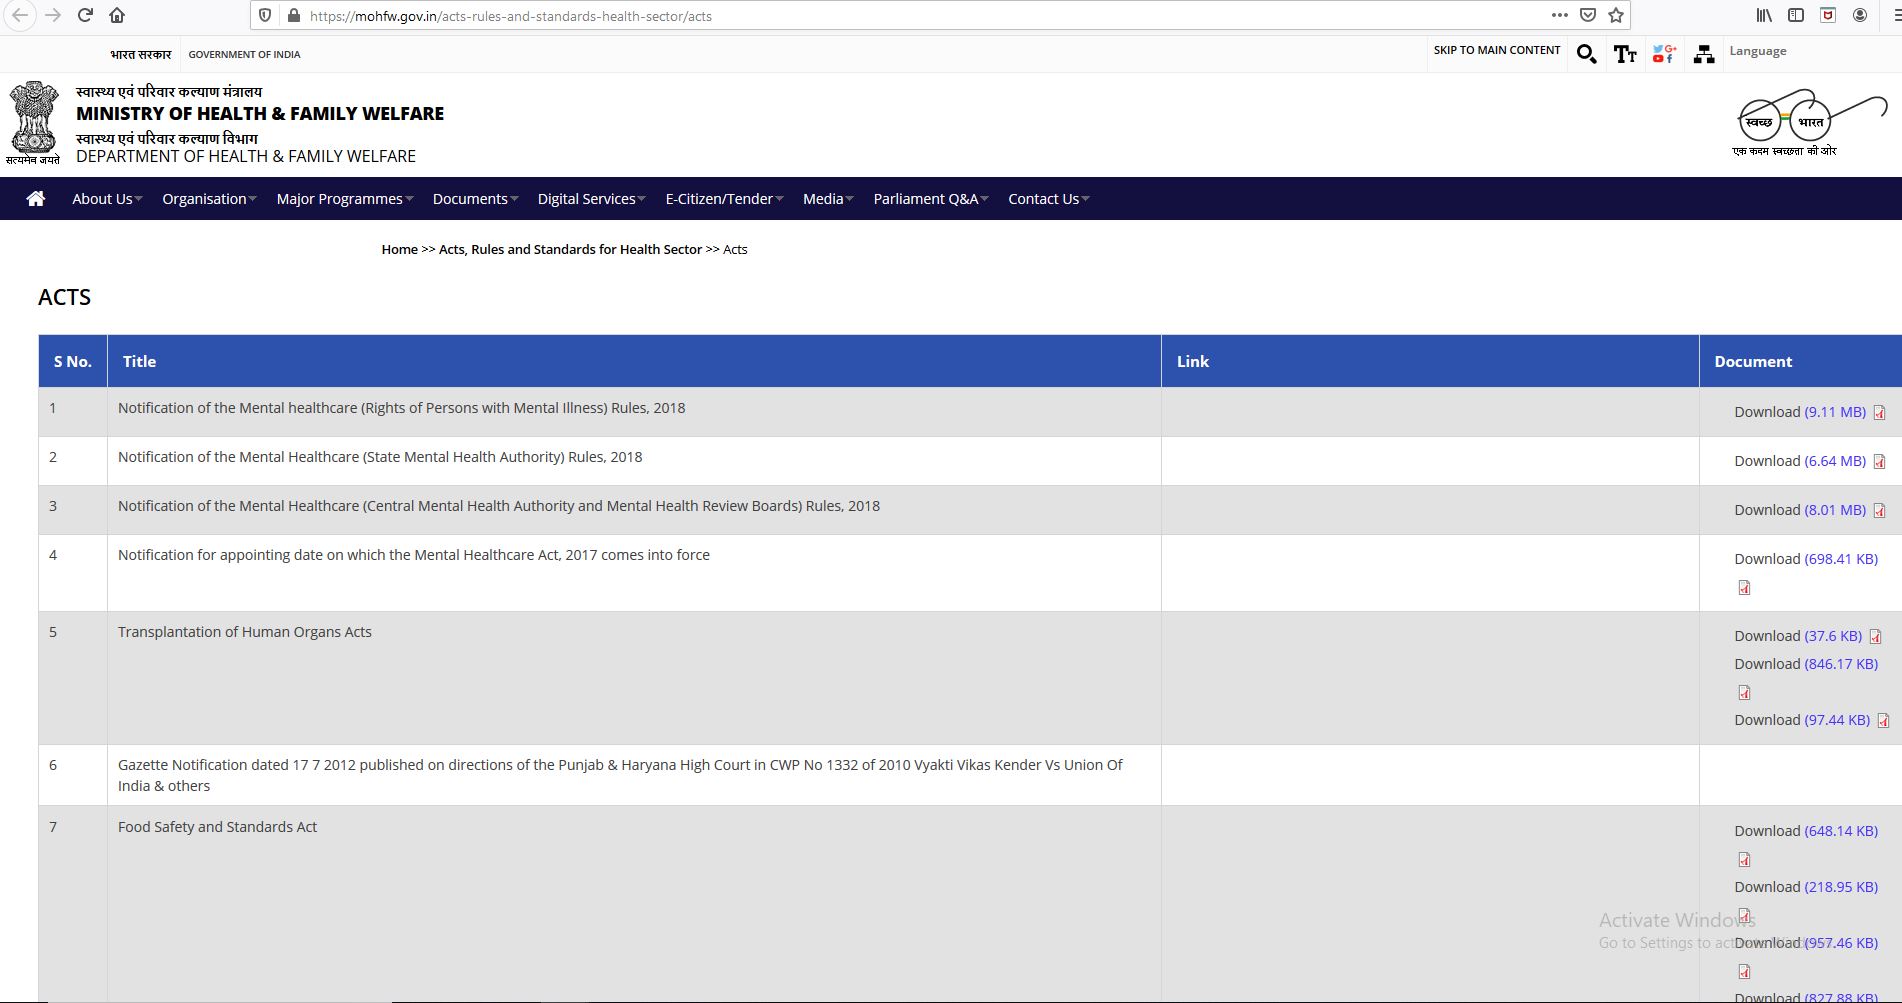 https://mohfw.gov.in/acts-rules-and-standards-health-sector/acts
भारत सरकार GOVERNMENT OF INDIA
SKIP TO MAIN CONTENT
Language
स्वास्थ्य एवं परिवार कल्याण मंत्रालय
MINISTRY OF HEALTH & FAMILY WELFARE
स्वास्थ्य एवं परिवार कल्याण विभाग
DEPARTMENT OF HEALTH & FAMILY WELFARE
सत्यमेव जयते
स्वच्छ भारत
एक कदम स्वच्छता की ओर
About Us Organisation Major Programmes Documents Digital Services E-Citizen/Tender Media Parliament Q&A Contact Us
Home >> Acts, Rules and Standards for Health Sector >> Acts
ACTS
S No. Title Link Document
1 Notification of the Mental healthcare (Rights of Persons with Mental Illness) Rules, 2018 Download (9.11 MB)
2 Notification of the Mental Healthcare (State Mental Health Authority) Rules, 2018 Download (6.64 MB)
3 Notification of the Mental Healthcare (Central Mental Health Authority and Mental Health Review Boards) Rules, 2018 Download (8.01 MB)
4 Notification for appointing date on which the Mental Healthcare Act, 2017 comes into force Download (698.41 KB)
5 Transplantation of Human Organs Acts Download (37.6 KB)
Download (846.17 KB)
Download (97.44 KB)
6 Gazette Notification dated 17 7 2012 published on directions of the Punjab & Haryana High Court in CWP No 1332 of 2010 Vyakti Vikas Kender Vs Union Of
India & others
7 Food Safety and Standards Act Download (648.14 KB)
Download (218.95 KB)
Activate Windows
Go to Settings to activate Windows.
Download (957.46 KB)
Download (827.88 KB)